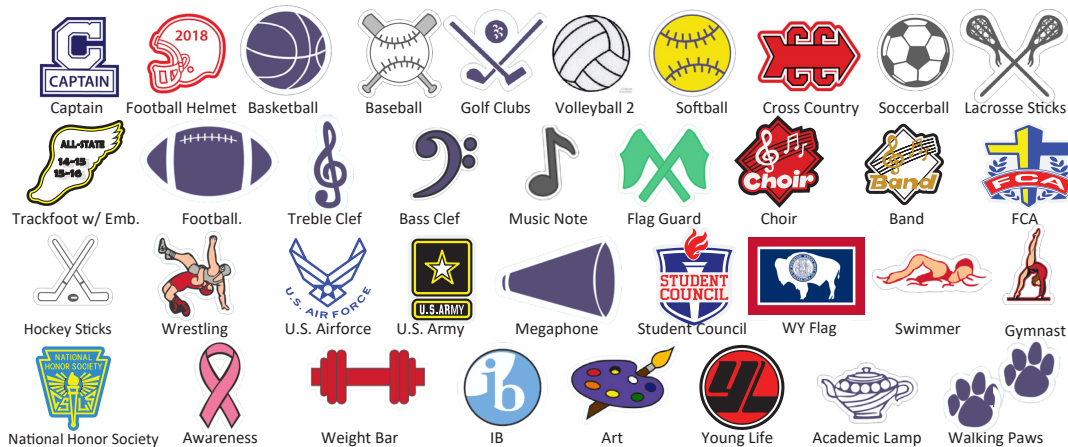 C
CAPTAIN
2018
CC
Captain
Football Helmet
Basketball
Baseball
Golf Clubs
Volleyball 2
Softball
Cross Country
Soccerball
Lacrosse Sticks
ALL-STATE
14-15
15-16
Choir
Band
FCA
Trackfoot w/ Emb.
Football.
Treble Clef
Bass Clef
Music Note
Flag Guard
Choir
Band
FCA
U.S. AIR FORCE
U.S.ARMY
STUDENT
COUNCIL
Hockey Sticks
Wrestling
U.S. Airforce
U.S. Army
Megaphone
Student Council
WY Flag
Swimmer
Gymnast
NATIONAL
HONOR SOCIETY
ib
YL
National Honor Society
Awareness
Weight Bar
IB
Art
Young Life
Academic Lamp
Walking Paws